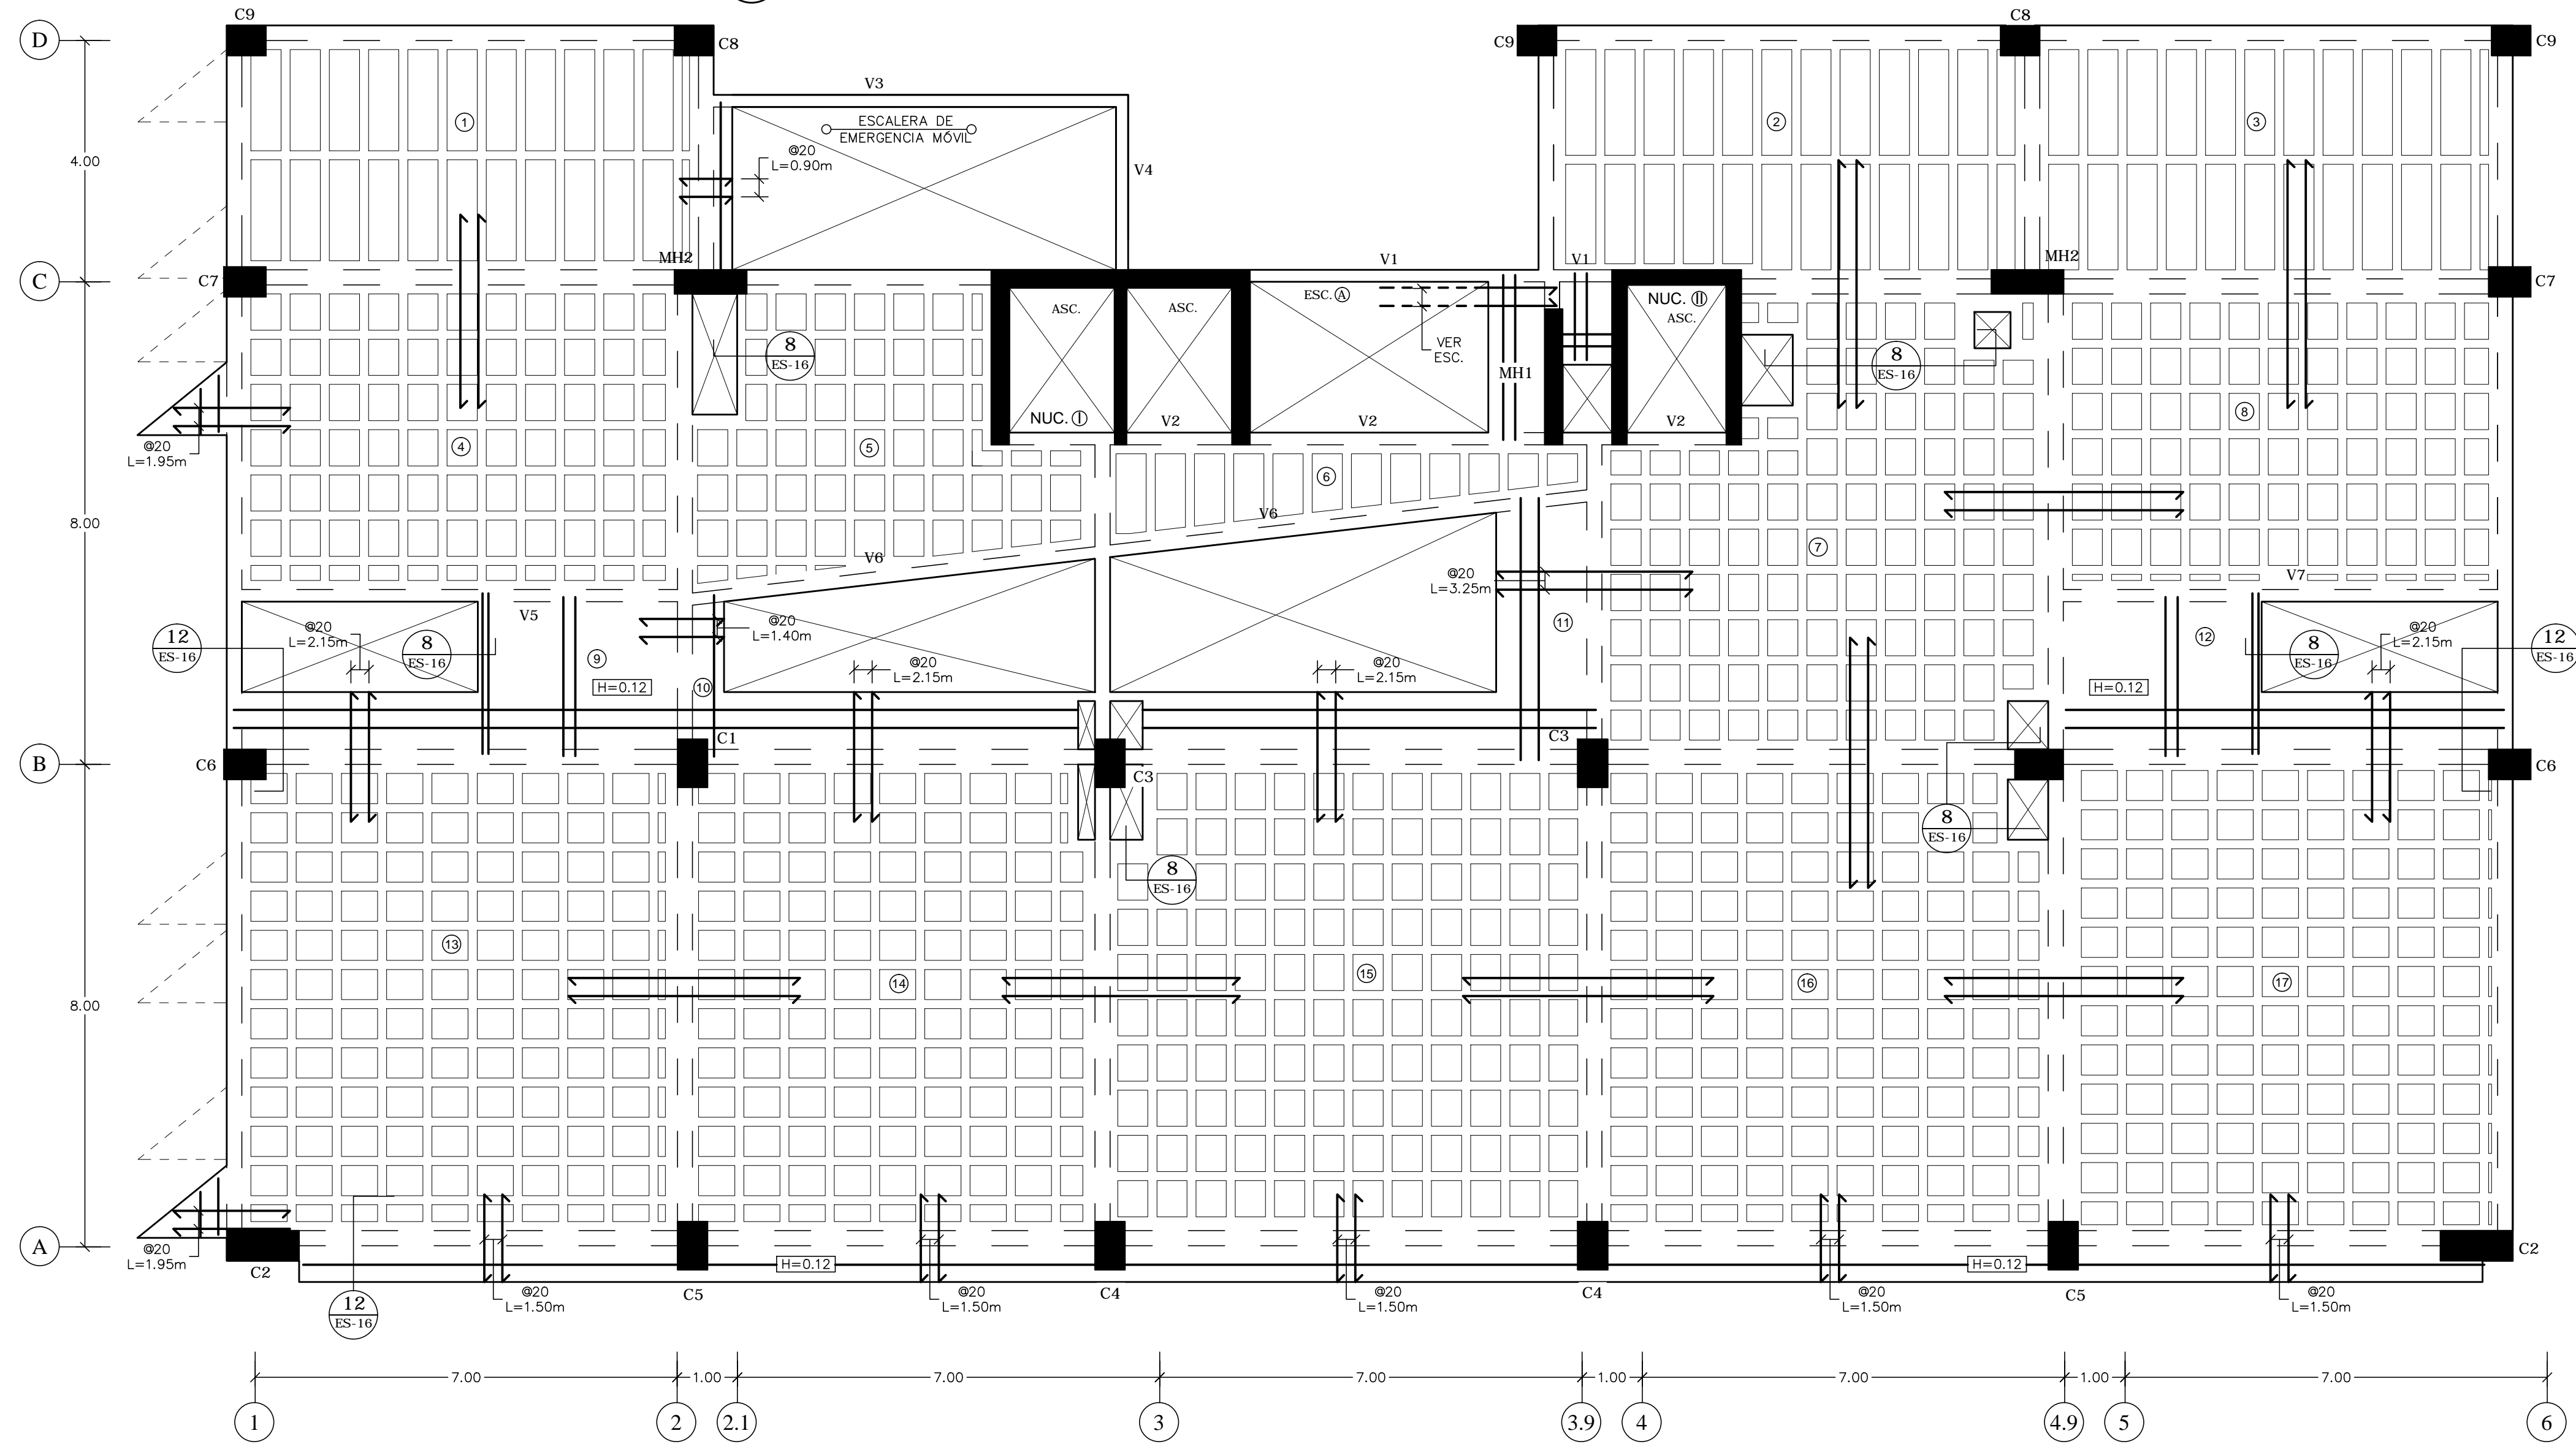 C9
C8
C9
C8
C9
D
V3
ESCALERA DE
EMERGENCIA MÓVIL
@20
L=0.90m
V4
1
2
3
4.00
MH2
V1
V1
MH2
C
C7
C7
ASC.
ASC.
ESC. A
NUC. II
ASC.
8
ES-16
VER
ESC.
8
ES-16
MH1
NUC. I
V2
V2
V2
8
@20
L=1.95m
4
5
6
8.00
V6
V6
7
V7
@20
L=3.25m
V5
@20
L=2.15m
@20
L=1.40m
11
12
@20
L=2.15m
12
ES-16
8
ES-16
9
10
H=0.12
@20
L=2.15m
@20
L=2.15m
H=0.12
8
ES-16
12
ES-16
B
C6
C1
C3
C3
C6
8
ES-16
8
ES-16
13
14
15
16
17
8.00
A
@20
L=1.95m
C2
H=0.12
H=0.12
C2
12
ES-16
@20
L=1.50m
C5
@20
L=1.50m
C4
@20
L=1.50m
C4
@20
L=1.50m
C5
@20
L=1.50m
7.00
1.00
7.00
7.00
1.00
7.00
1.00
7.00
1
2
2.1
3
3.9
4
4.9
5
6